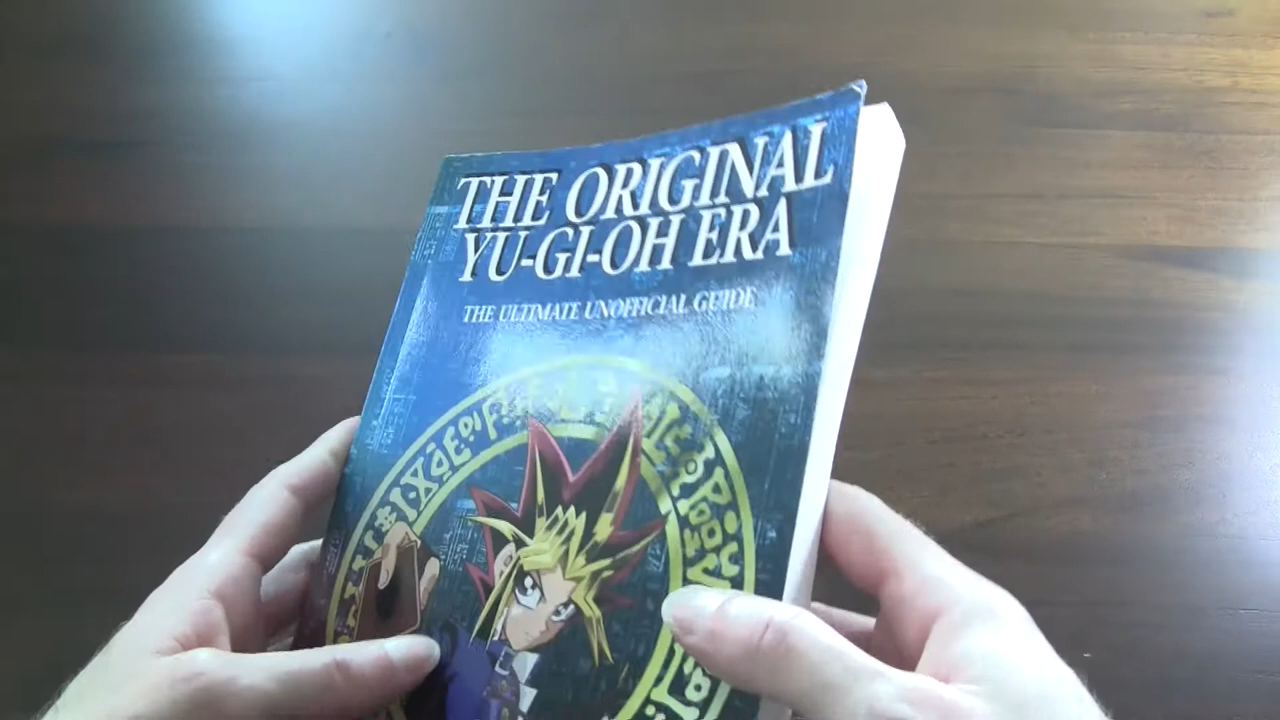 THE ORIGINAL
YU-GI-OH ERA
THE ULTIMATE UNOFFICIAL GUIDE